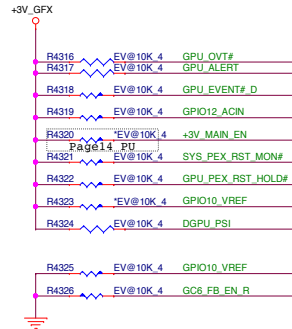 +3V_GFX
R4316 EV@10K_4 GPU_OVT#
R4317 EV@10K_4 GPU_ALERT
R4318 EV@10K_4 GPU_EVENT#_D
R4319 EV@10K_4 GPIO12_ACIN
R4320 *EV@10K_4 +3V_MAIN_EN
Page14 PU
R4321 EV@10K_4 SYS_PEX_RST_MON#
R4322 EV@10K_4 GPU_PEX_RST_HOLD#
R4323 *EV@10K_4 GPIO10_VREF
R4324 EV@10K_4 DGPU_PSI
R4325 EV@10K_4 GPIO10_VREF
R4326 EV@10K_4 GC6_FB_EN_R